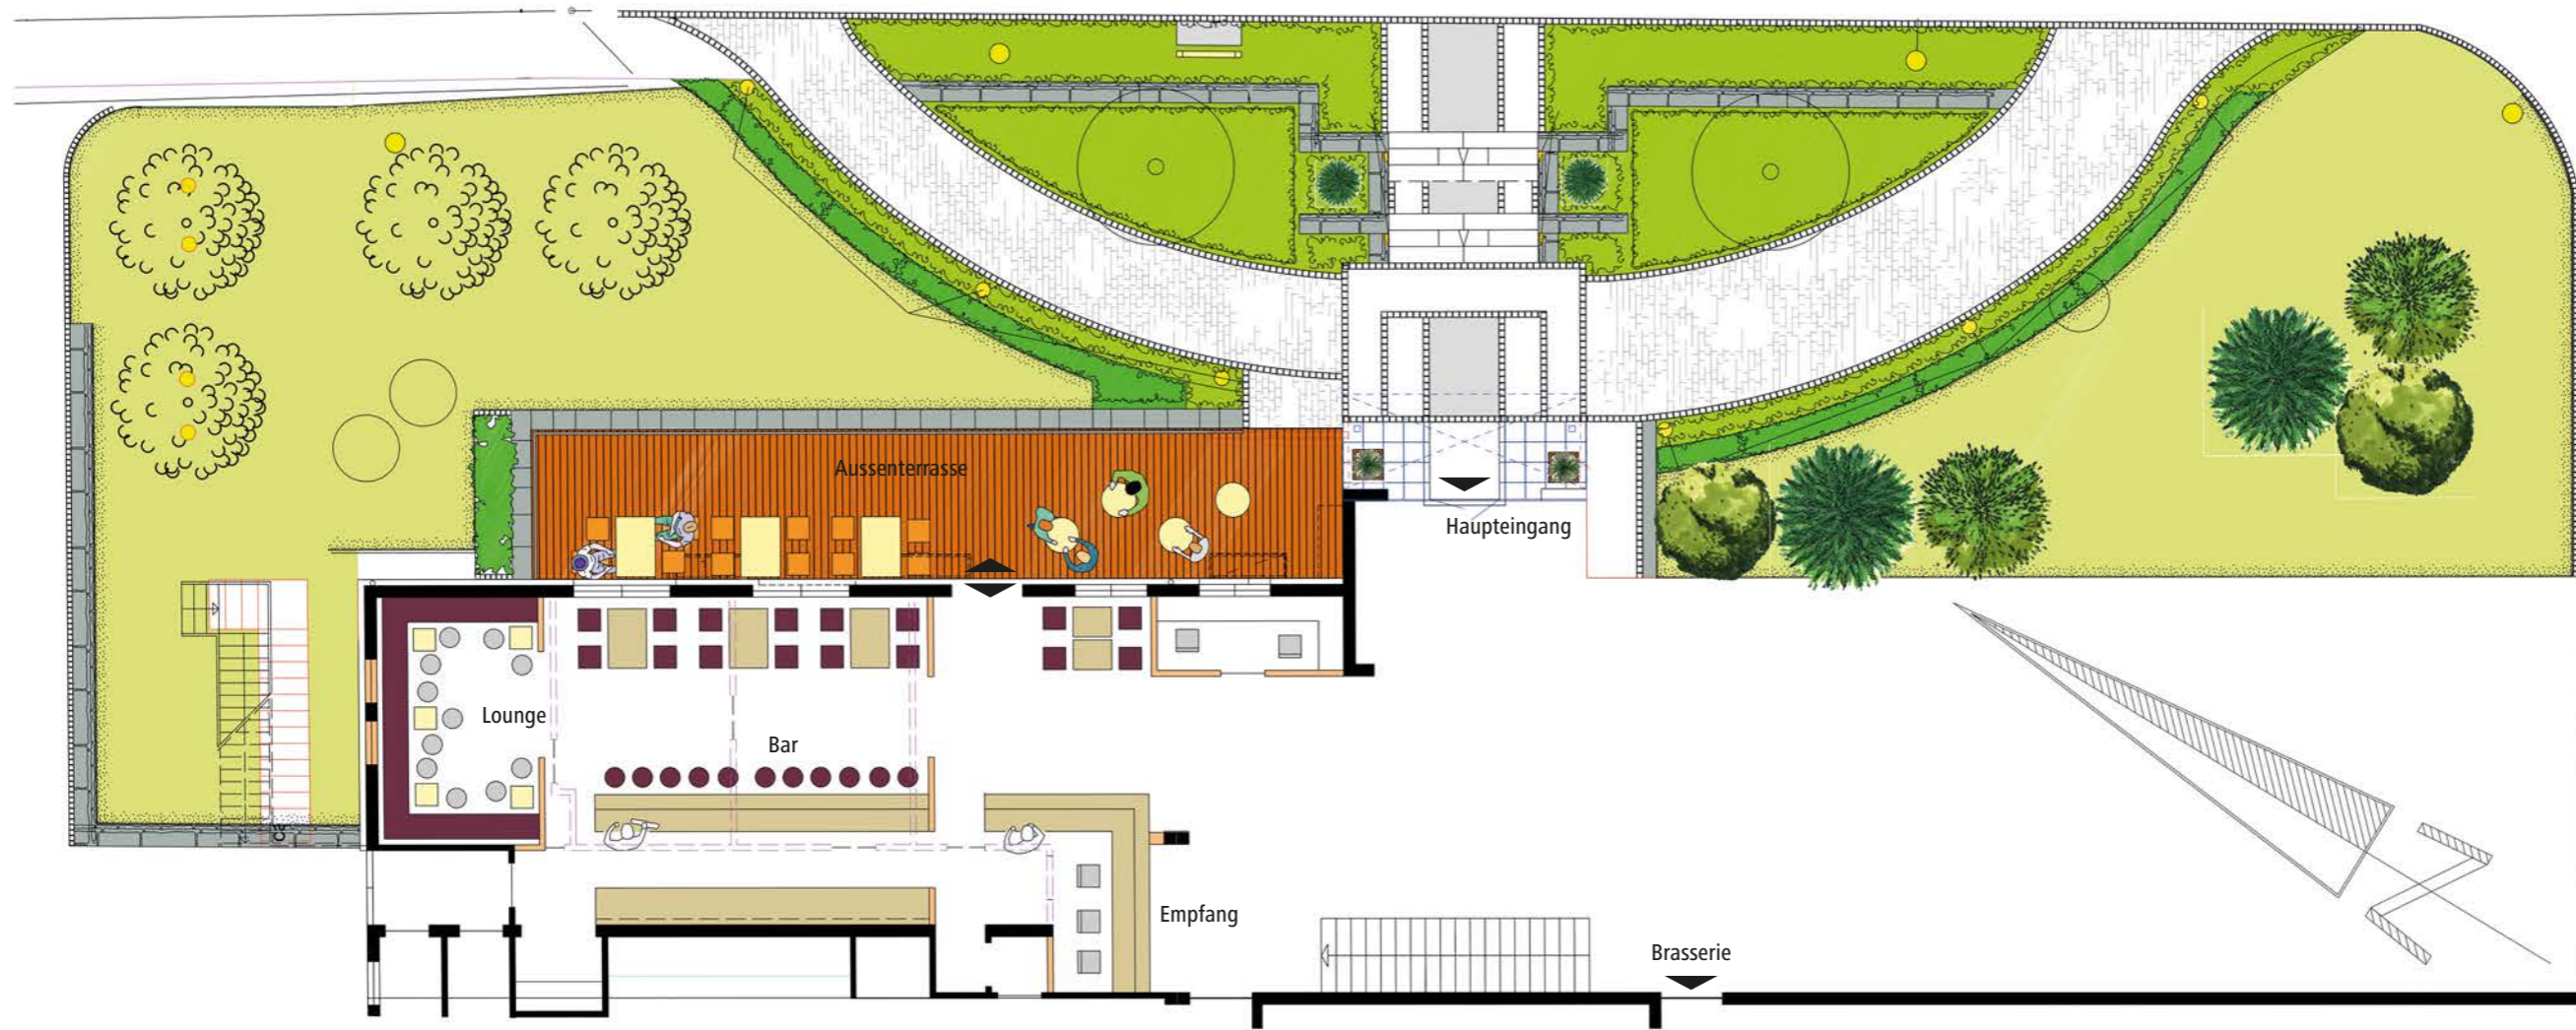 Aussenterrasse
Haupteingang
Lounge
Bar
Empfang
Brasserie